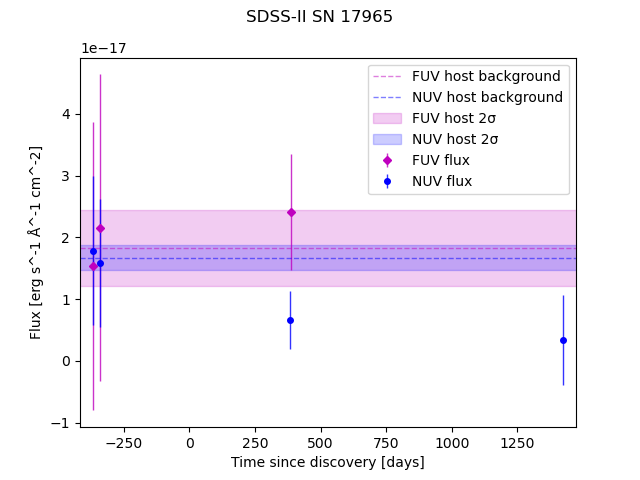 SDSS-II SN 17965
1e−17
FUV host background
NUV host background
FUV host 2σ
NUV host 2σ
FUV flux
NUV flux
4
3
2
1
0
−1
Flux [erg s^-1 Å^-1 cm^-2]
−250 0 250 500 750 1000 1250
Time since discovery [days]